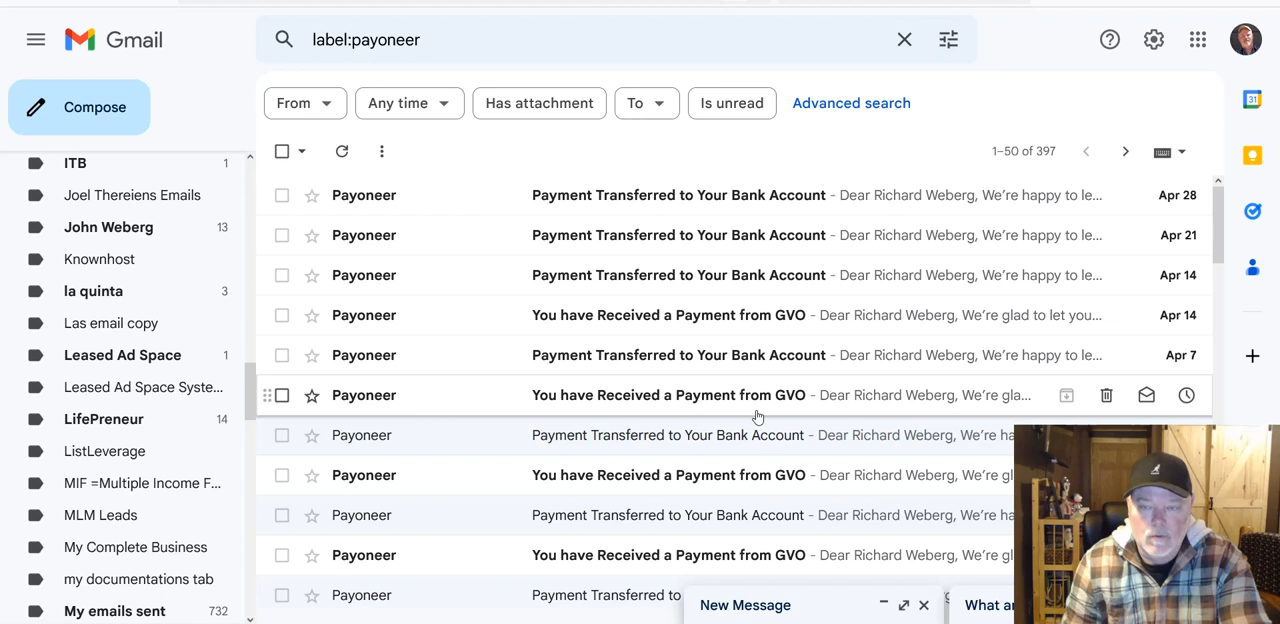 Gmail
label:payoneer
Compose
From
Any time
Has attachment
To
Is unread
Advanced search
1–50 of 397
ITB 1
Joel Thereiens Emails
John Weberg 13
Knownhost
la quinta 3
Las email copy
Leased Ad Space 1
Leased Ad Space Syste...
LifePreneur 14
ListLeverage
MIF =Multiple Income F...
MLM Leads
My Complete Business
my documentations tab
My emails sent 732
Payoneer Payment Transferred to Your Bank Account - Dear Richard Weberg, We’re happy to le... Apr 28
Payoneer Payment Transferred to Your Bank Account - Dear Richard Weberg, We’re happy to le... Apr 21
Payoneer Payment Transferred to Your Bank Account - Dear Richard Weberg, We’re happy to le... Apr 14
Payoneer You have Received a Payment from GVO - Dear Richard Weberg, We’re glad to let you... Apr 14
Payoneer Payment Transferred to Your Bank Account - Dear Richard Weberg, We’re happy to le... Apr 7
Payoneer You have Received a Payment from GVO - Dear Richard Weberg, We’re gla...
Payoneer Payment Transferred to Your Bank Account - Dear Richard Weberg, We’re ha
Payoneer You have Received a Payment from GVO - Dear Richard Weberg, We’re gl
Payoneer Payment Transferred to Your Bank Account - Dear Richard Weberg, We’re ha
Payoneer You have Received a Payment from GVO - Dear Richard Weberg, We’re gl
Payoneer Payment Transferred to
New Message
What ar
31